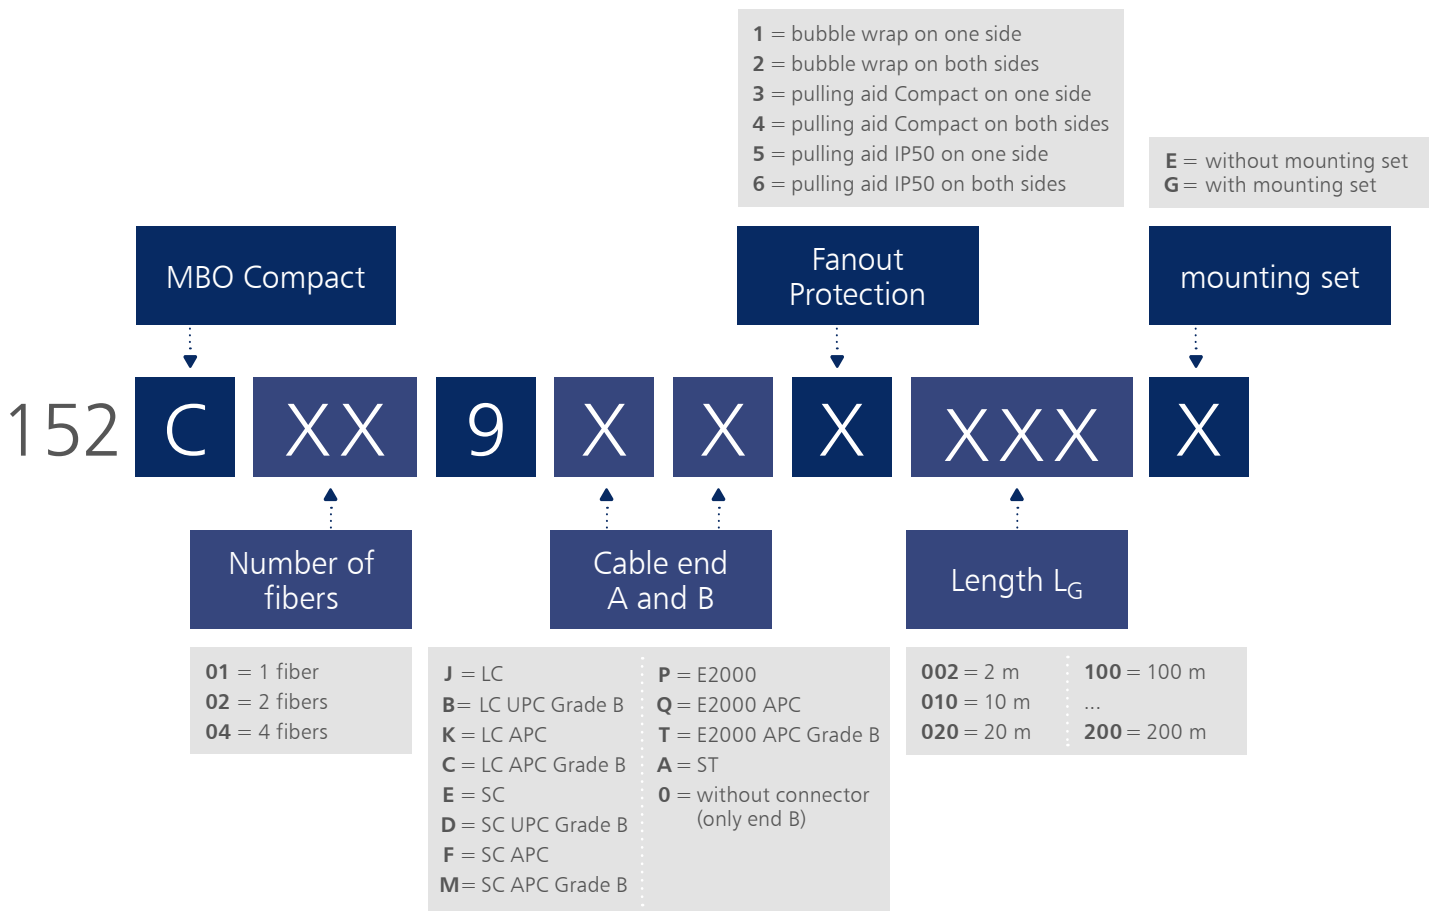 1 = bubble wrap on one side
2 = bubble wrap on both sides
3 = pulling aid Compact on one side
4 = pulling aid Compact on both sides
5 = pulling aid IP50 on one side
6 = pulling aid IP50 on both sides
E = without mounting set
G = with mounting set
MBO Compact
Fanout
Protection
mounting set
152 C XX 9 X X X XXX X
Number of
fibers
Cable end
A and B
Length LG
01 = 1 fiber
02 = 2 fibers
04 = 4 fibers
J = LC
B= LC UPC Grade B
K = LC APC
C = LC APC Grade B
E = SC
D = SC UPC Grade B
F = SC APC
M= SC APC Grade B
P = E2000
Q = E2000 APC
T = E2000 APC Grade B
A = ST
0 = without connector
(only end B)
002 = 2 m
010 = 10 m
020 = 20 m
100 = 100 m
...
200 = 200 m